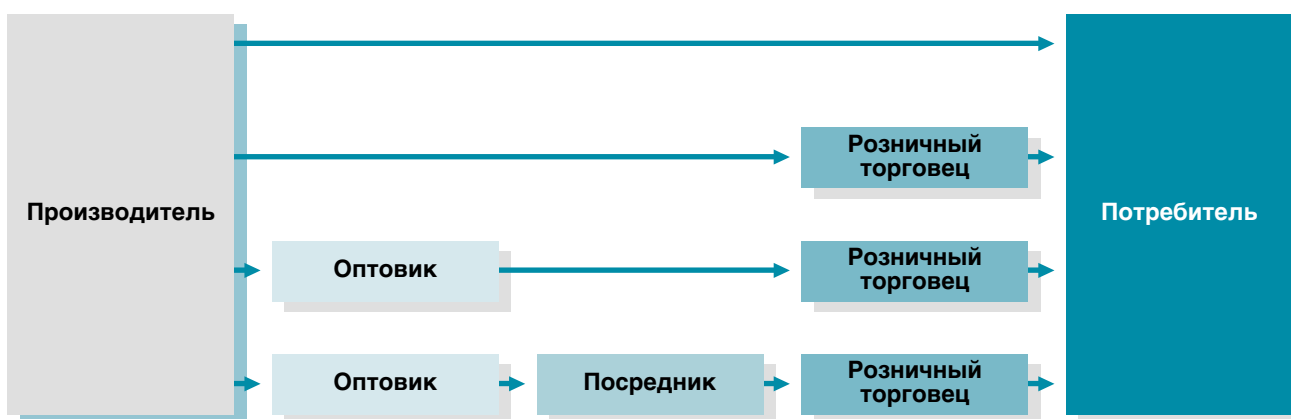 Розничный
торговец
Производитель
Потребитель
Оптовик
Розничный
торговец
Оптовик
Посредник
Розничный
торговец